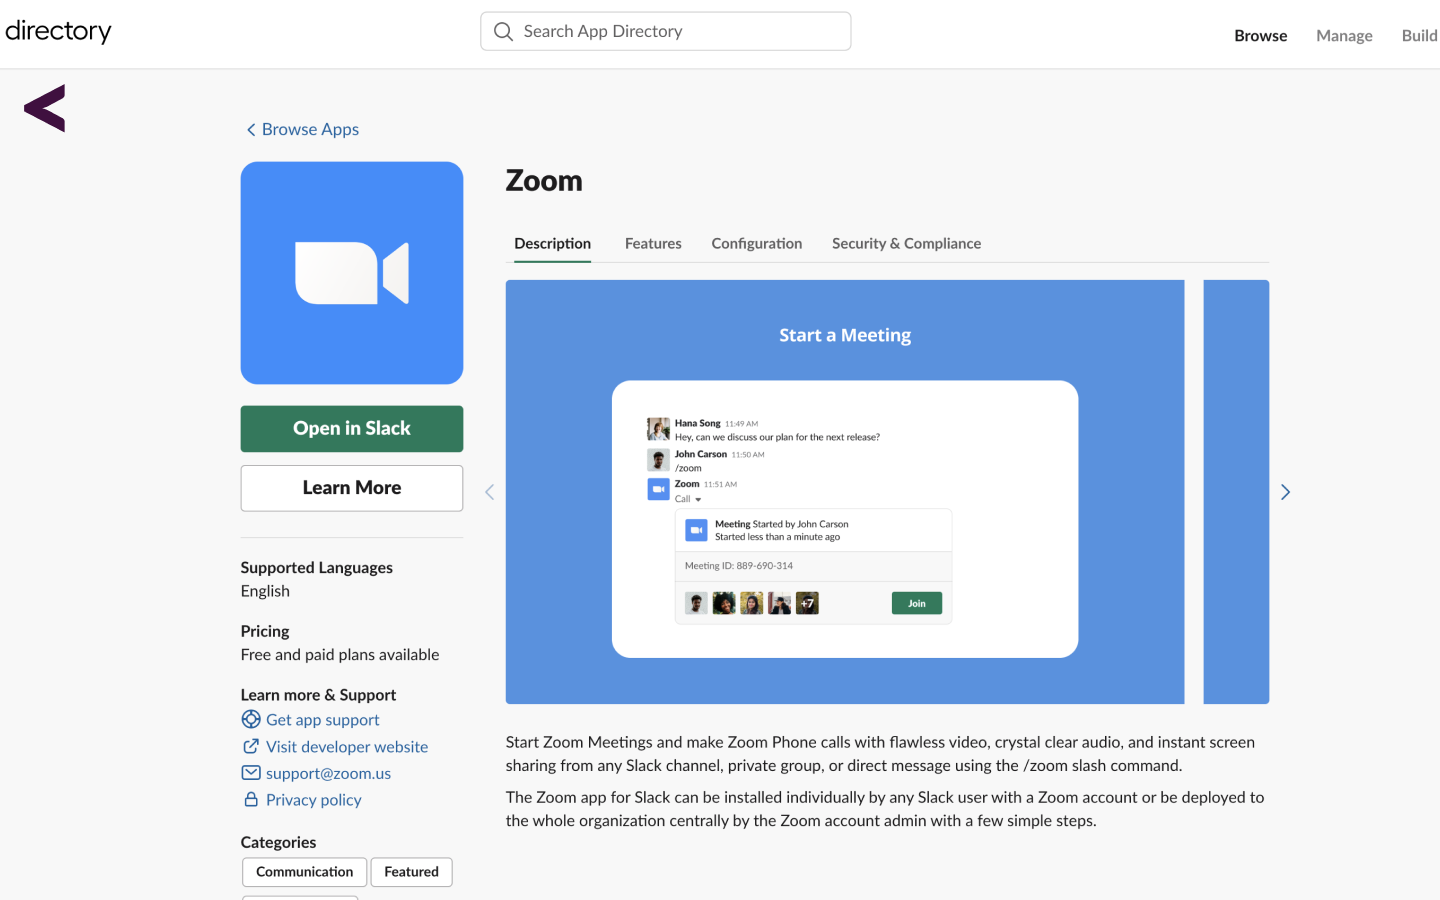 directory
Search App Directory
Browse
Manage
Build
Browse Apps
Zoom
Description
Features
Configuration
Security & Compliance
Open in Slack
Learn More
Supported Languages
English
Pricing
Free and paid plans available
Learn more & Support
Get app support
Visit developer website
support@zoom.us
Privacy policy
Categories
Communication
Featured
Start a Meeting
Hana Song 11:49 AM
Hey, can we discuss our plan for the next release?
John Carson 11:50 AM
/zoom
Zoom 11:51 AM
Call
Meeting Started by John Carson
Started less than a minute ago
Meeting ID: 889-690-314
+7
Join
Start Zoom Meetings and make Zoom Phone calls with flawless video, crystal clear audio, and instant screen
sharing from any Slack channel, private group, or direct message using the /zoom slash command.
The Zoom app for Slack can be installed individually by any Slack user with a Zoom account or be deployed to
the whole organization centrally by the Zoom account admin with a few simple steps.